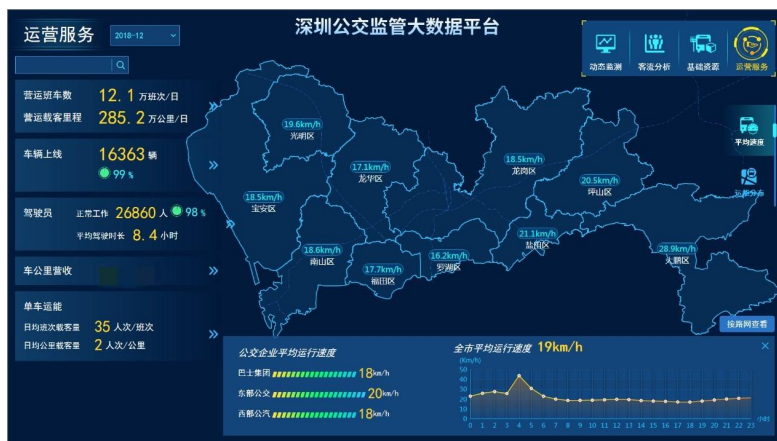 深圳公交监管大数据平台
运营服务
2018-12
动态监测
客流分析
基础资源
运营服务
营运班车数 12.1 万班次/日
营运载客里程 285.2 万公里/日
车辆上线 16363 辆
99 %
驾驶员 正常工作 26860 人 98 %
平均驾驶时长 8.4 小时
车公里营收
单车运能
日均班次载客量 35 人次/班次
日均公里载客量 2 人次/公里
19.6km/h
光明区
17.1km/h
龙华区
18.5km/h
龙岗区
20.5km/h
坪山区
18.5km/h
宝安区
18.6km/h
南山区
17.7km/h
福田区
16.2km/h
罗湖区
21.1km/h
盐田区
28.9km/h
大鹏区
平均速度
运能分布
按路网查看
公交企业平均运行速度
巴士集团 18km/h
东部公交 20km/h
西部公汽 18km/h
全市平均运行速度 19km/h
(Km/h)
50
40
30
20
10
0
0 1 2 3 4 5 6 7 8 9 10 11 12 13 14 15 16 17 18 19 20 21 22 23
小时